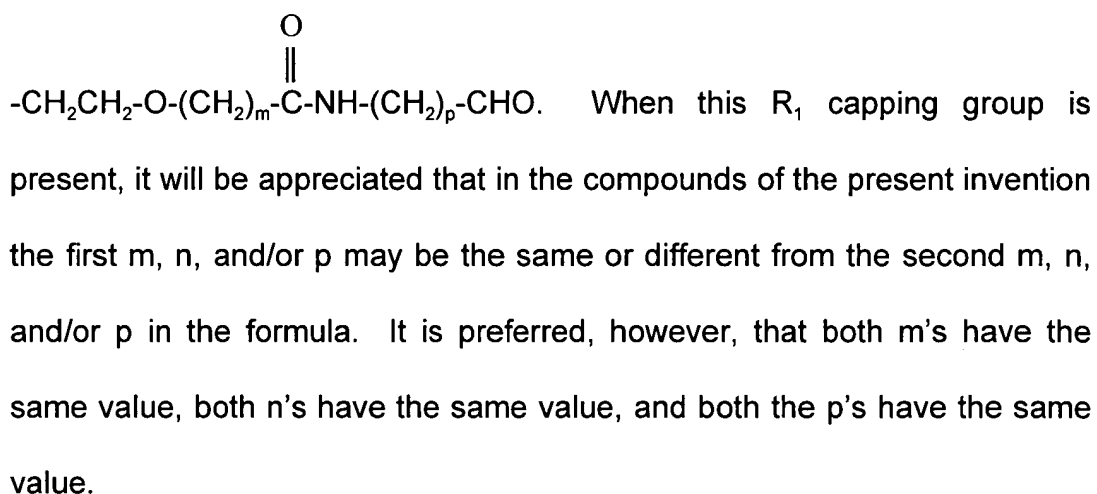 O
||
-CH₂CH₂-O-(CH₂)ₘ-C-NH-(CH₂)ₚ-CHO. When this R₁ capping group is
present, it will be appreciated that in the compounds of the present invention
the first m, n, and/or p may be the same or different from the second m, n,
and/or p in the formula. It is preferred, however, that both m's have the
same value, both n's have the same value, and both the p's have the same
value.